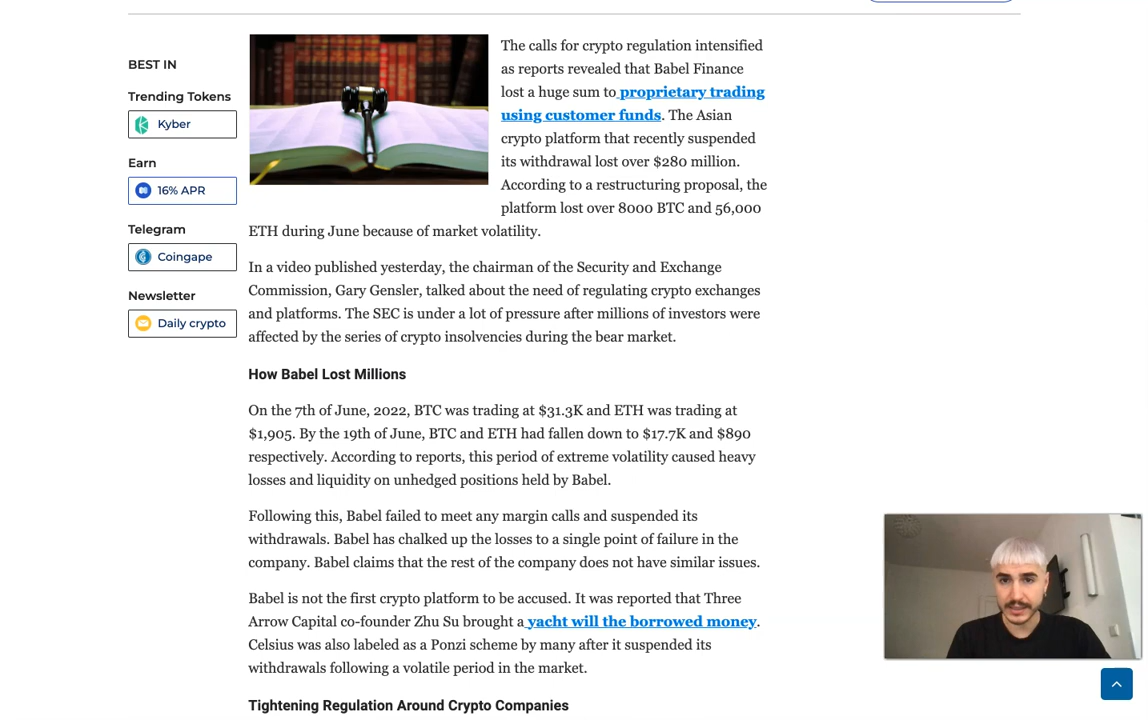 BEST IN
Trending Tokens
Kyber
Earn
16% APR
Telegram
Coingape
Newsletter
Daily crypto
The calls for crypto regulation intensified
as reports revealed that Babel Finance
lost a huge sum to proprietary trading
using customer funds. The Asian
crypto platform that recently suspended
its withdrawal lost over $280 million.
According to a restructuring proposal, the
platform lost over 8000 BTC and 56,000
ETH during June because of market volatility.
In a video published yesterday, the chairman of the Security and Exchange
Commission, Gary Gensler, talked about the need of regulating crypto exchanges
and platforms. The SEC is under a lot of pressure after millions of investors were
affected by the series of crypto insolvencies during the bear market.
How Babel Lost Millions
On the 7th of June, 2022, BTC was trading at $31.3K and ETH was trading at
$1,905. By the 19th of June, BTC and ETH had fallen down to $17.7K and $890
respectively. According to reports, this period of extreme volatility caused heavy
losses and liquidity on unhedged positions held by Babel.
Following this, Babel failed to meet any margin calls and suspended its
withdrawals. Babel has chalked up the losses to a single point of failure in the
company. Babel claims that the rest of the company does not have similar issues.
Babel is not the first crypto platform to be accused. It was reported that Three
Arrow Capital co-founder Zhu Su brought a yacht will the borrowed money.
Celsius was also labeled as a Ponzi scheme by many after it suspended its
withdrawals following a volatile period in the market.
Tightening Regulation Around Crypto Companies